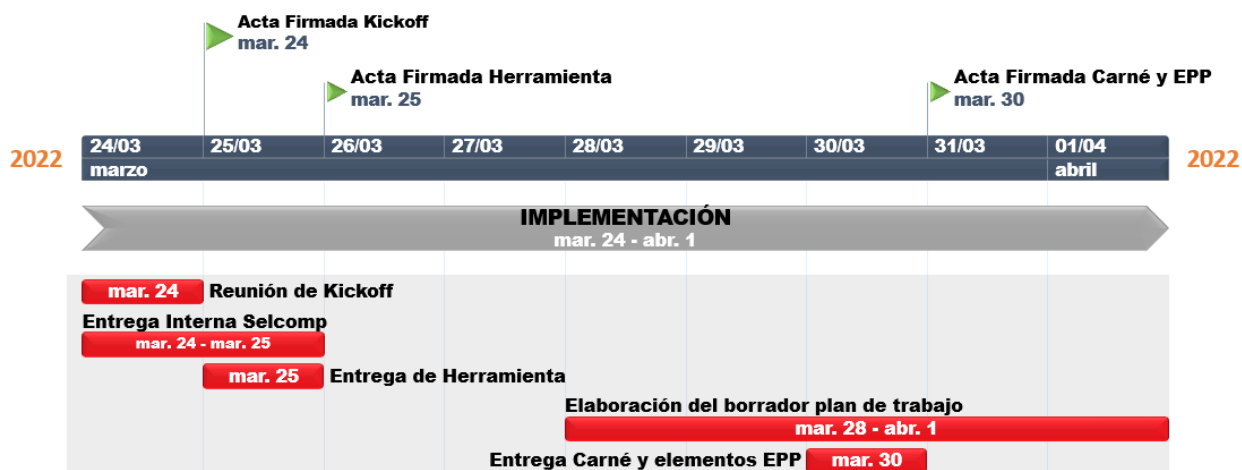 Acta Firmada Kickoff
mar. 24
Acta Firmada Herramienta
mar. 25
Acta Firmada Carné y EPP
mar. 30
2022
24/03 25/03 26/03 27/03 28/03 29/03 30/03 31/03 01/04
marzo abril
2022
IMPLEMENTACIÓN
mar. 24 - abr. 1
mar. 24 Reunión de Kickoff
Entrega Interna Selcomp
mar. 24 - mar. 25
mar. 25 Entrega de Herramienta
Elaboración del borrador plan de trabajo
mar. 28 - abr. 1
Entrega Carné y elementos EPP mar. 30